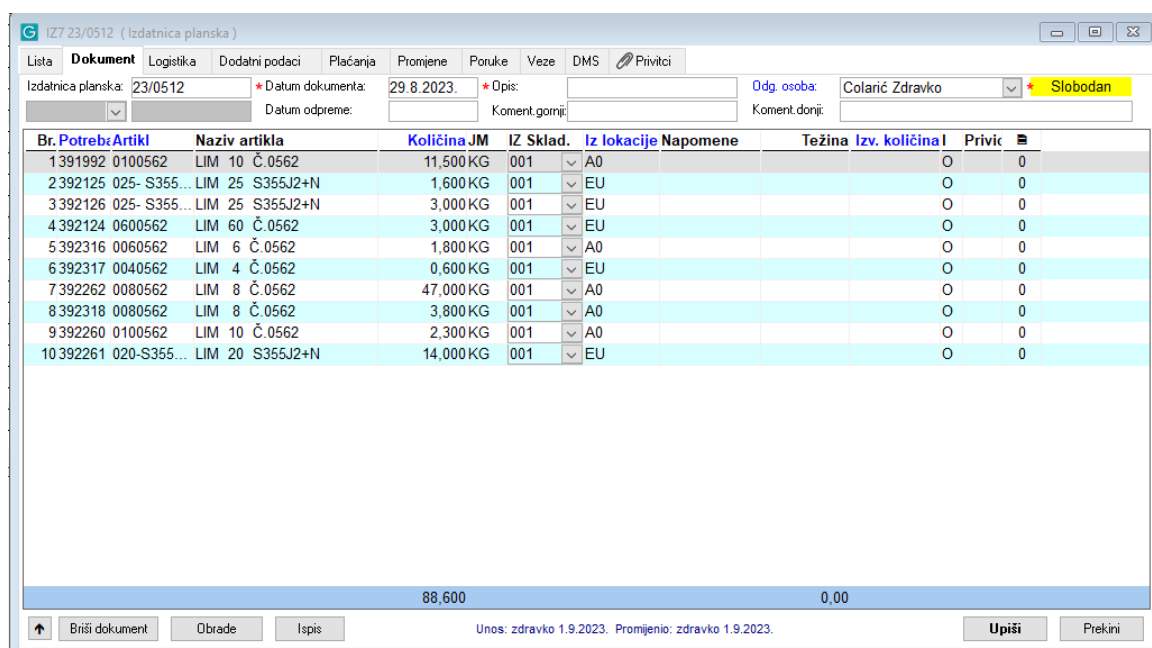 G IZ7 23/0512 ( Izdatnica planska )
Lista Dokument Logistika Dodatni podaci Plaćanja Promjene Poruke Veze DMS Privitci
Izdatnica planska: 23/0512 * Datum dokumenta: 29.8.2023. * Opis: Odg. osoba: Colarić Zdravko * Slobodan
Datum odpreme: Koment.gornji: Koment.donji:
Br. Potreba Artikl Naziv artikla Količina JM IZ Sklad. Iz lokacije Napomene Težina Izv. količina I Privic
1 391992 0100562 LIM 10 Č.0562 11,500 KG 001 A0 O 0
2 392125 025- S355... LIM 25 S355J2+N 1,600 KG 001 EU O 0
3 392126 025- S355... LIM 25 S355J2+N 3,000 KG 001 EU O 0
4 392124 0600562 LIM 60 Č.0562 3,000 KG 001 EU O 0
5 392316 0060562 LIM 6 Č.0562 1,800 KG 001 A0 O 0
6 392317 0040562 LIM 4 Č.0562 0,600 KG 001 EU O 0
7 392262 0080562 LIM 8 Č.0562 47,000 KG 001 A0 O 0
8 392318 0080562 LIM 8 Č.0562 3,800 KG 001 A0 O 0
9 392260 0100562 LIM 10 Č.0562 2,300 KG 001 A0 O 0
10 392261 020-S355... LIM 20 S355J2+N 14,000 KG 001 EU O 0
88,600 0,00
Briši dokument Obrade Ispis Unos: zdravko 1.9.2023. Promijenio: zdravko 1.9.2023. Upiši Prekini